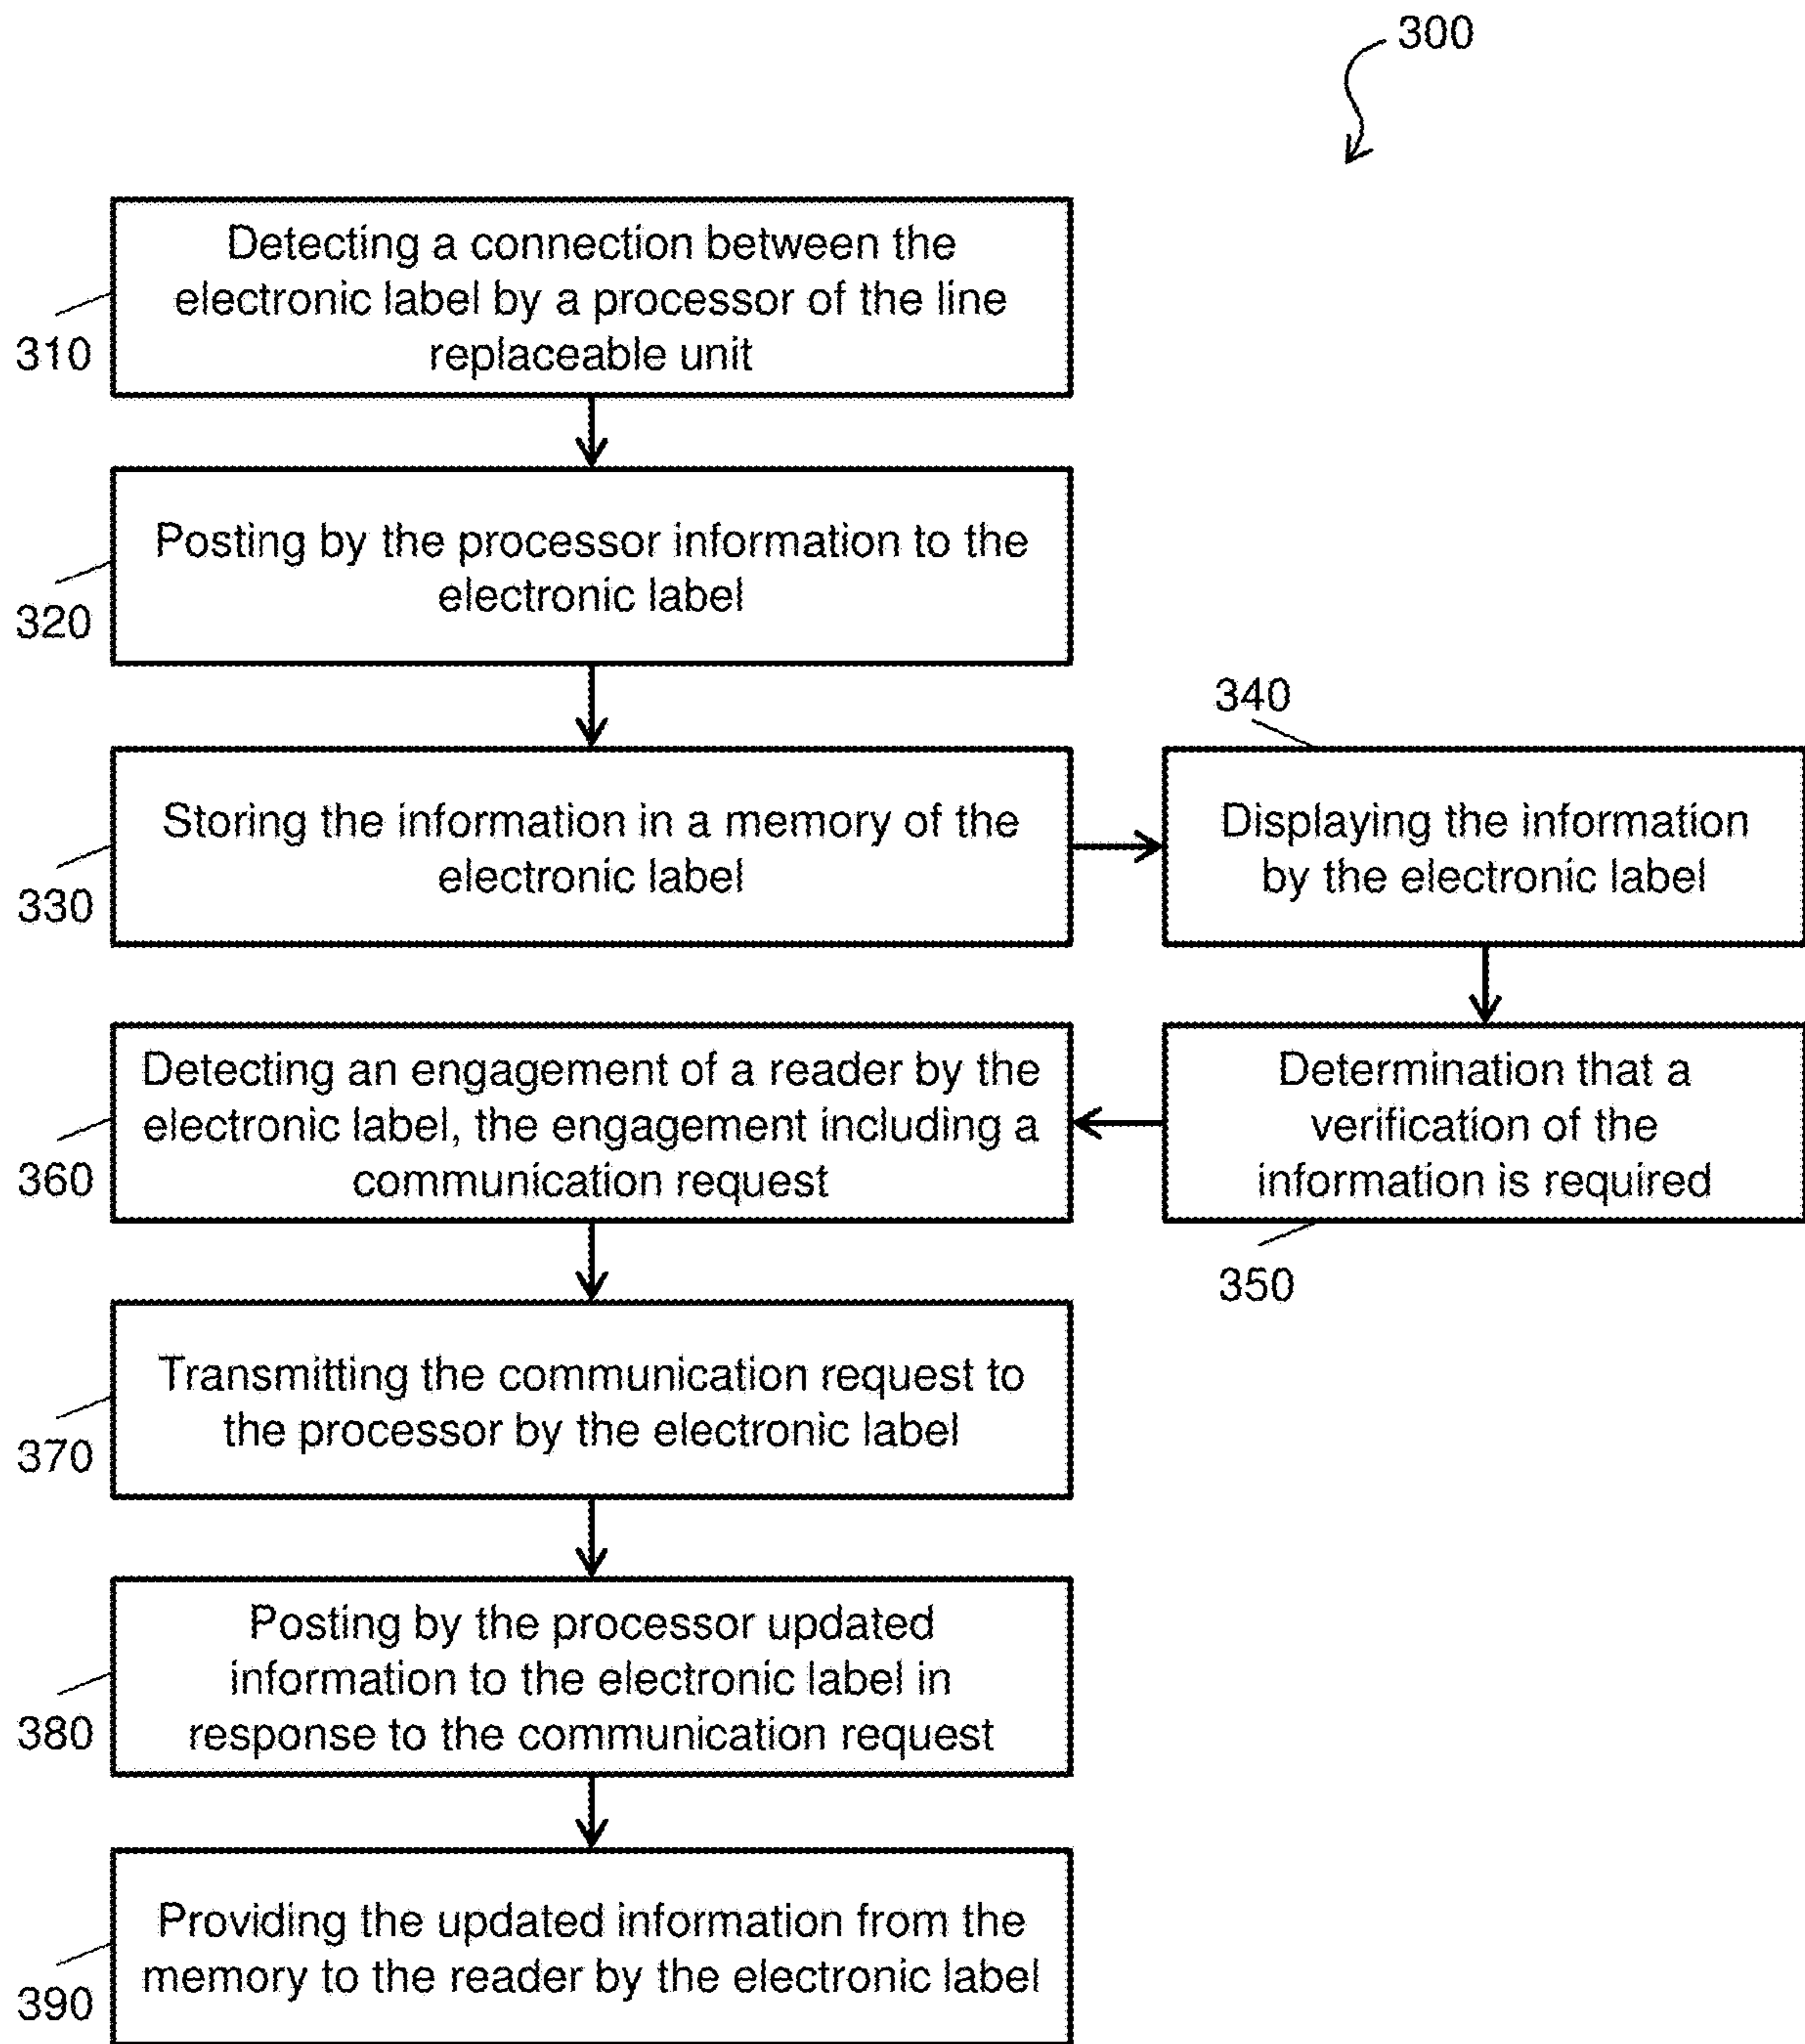 300
Detecting a connection between the
electronic label by a processor of the line
replaceable unit
310
Posting by the processor information to the
electronic label
320
Storing the information in a memory of the
electronic label
330
340
Displaying the information
by the electronic label
Determination that a
verification of the
information is required
350
Detecting an engagement of a reader by the
electronic label, the engagement including a
communication request
360
Transmitting the communication request to
the processor by the electronic label
370
Posting by the processor updated
information to the electronic label in
response to the communication request
380
Providing the updated information from the
memory to the reader by the electronic label
390